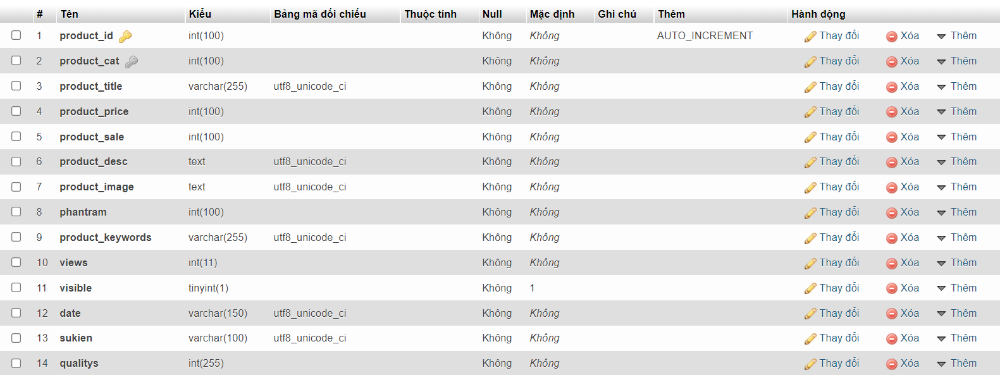 # Tên Kiểu Bảng mã đối chiếu Thuộc tính Null Mặc định Ghi chú Thêm Hành động
1 product_id int(100) Không Không AUTO_INCREMENT Thay đổi Xóa Thêm
2 product_cat int(100) Không Không Thay đổi Xóa Thêm
3 product_title varchar(255) utf8_unicode_ci Không Không Thay đổi Xóa Thêm
4 product_price int(100) Không Không Thay đổi Xóa Thêm
5 product_sale int(100) Không Không Thay đổi Xóa Thêm
6 product_desc text utf8_unicode_ci Không Không Thay đổi Xóa Thêm
7 product_image text utf8_unicode_ci Không Không Thay đổi Xóa Thêm
8 phantram int(100) Không Không Thay đổi Xóa Thêm
9 product_keywords varchar(255) utf8_unicode_ci Không Không Thay đổi Xóa Thêm
10 views int(11) Không Không Thay đổi Xóa Thêm
11 visible tinyint(1) Không 1 Thay đổi Xóa Thêm
12 date varchar(150) utf8_unicode_ci Không Không Thay đổi Xóa Thêm
13 sukien varchar(100) utf8_unicode_ci Không Không Thay đổi Xóa Thêm
14 qualitys int(255) Không Không Thay đổi Xóa Thêm